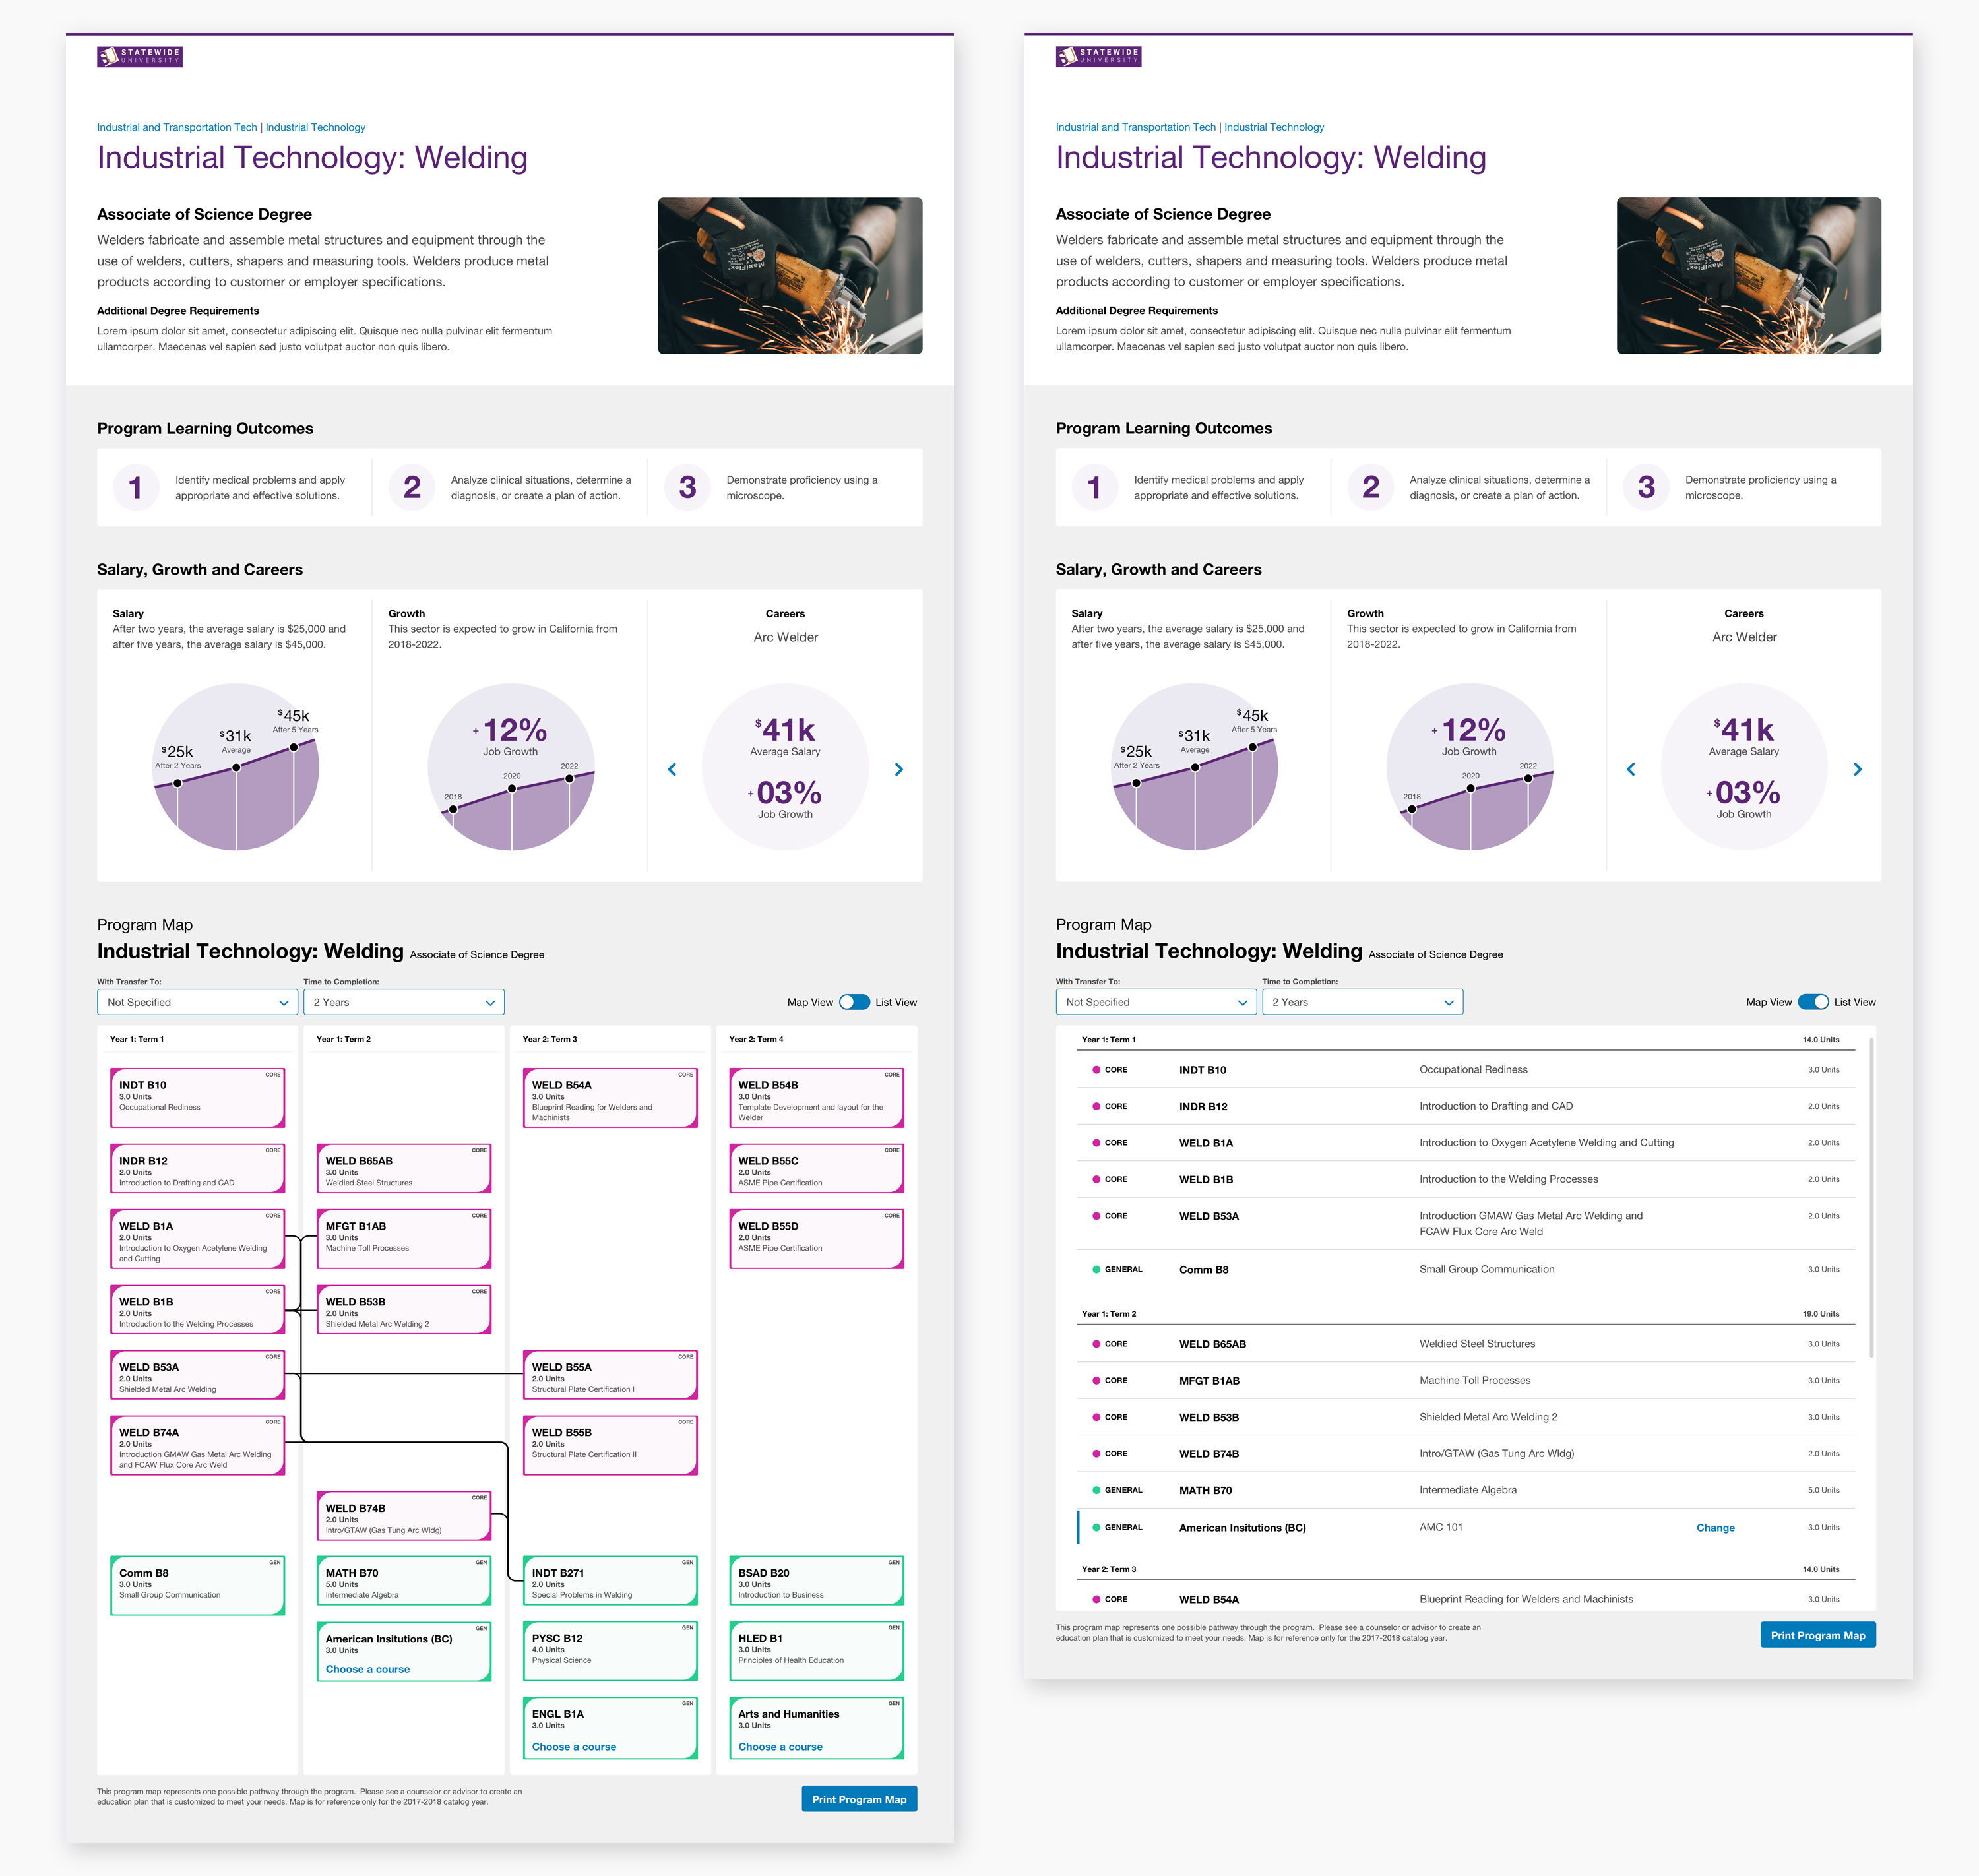 STATEWIDE
UNIVERSITY
Industrial and Transportation Tech | Industrial Technology
Industrial Technology: Welding
Associate of Science Degree
Welders fabricate and assemble metal structures and equipment through the
use of welders, cutters, shapers and measuring tools. Welders produce metal
products according to customer or employer specifications.
Additional Degree Requirements
Lorem ipsum dolor sit amet, consectetur adipiscing elit. Quisque nec nulla pulvinar elit fermentum
ullamcorper. Maecenas vel sapien sed justo volutpat auctor non quis libero.
MaxiFlex
Program Learning Outcomes
1
Identify medical problems and apply
appropriate and effective solutions.
2
Analyze clinical situations, determine a
diagnosis, or create a plan of action.
3
Demonstrate proficiency using a
microscope.
Salary, Growth and Careers
Salary
After two years, the average salary is $25,000 and
after five years, the average salary is $45,000.
$25k
After 2 Years
$31k
Average
$45k
After 5 Years
Growth
This sector is expected to grow in California from
2018-2022.
+12%
Job Growth
2018
2020
2022
Careers
Arc Welder
$41k
Average Salary
+03%
Job Growth
Program Map
Industrial Technology: Welding Associate of Science Degree
With Transfer To:
Not Specified
Time to Completion:
2 Years
Map View
List View
Year 1: Term 1
INDT B10
CORE
3.0 Units
Occupational Rediness
INDR B12
CORE
2.0 Units
Introduction to Drafting and CAD
WELD B1A
CORE
2.0 Units
Introduction to Oxygen Acetylene Welding
and Cutting
WELD B1B
CORE
2.0 Units
Introduction to the Welding Processes
WELD B53A
CORE
2.0 Units
Shielded Metal Arc Welding
WELD B74A
CORE
2.0 Units
Introduction GMAW Gas Metal Arc Welding
and FCAW Flux Core Arc Weld
Comm B8
GEN
3.0 Units
Small Group Communication
Year 1: Term 2
WELD B65AB
CORE
3.0 Units
Weldied Steel Structures
MFGT B1AB
CORE
3.0 Units
Machine Toll Processes
WELD B53B
CORE
2.0 Units
Shielded Metal Arc Welding 2
WELD B74B
CORE
2.0 Units
Intro/GTAW (Gas Tung Arc Wldg)
MATH B70
GEN
5.0 Units
Intermediate Algebra
American Insitutions (BC)
GEN
3.0 Units
Choose a course
Year 2: Term 3
WELD B54A
CORE
3.0 Units
Blueprint Reading for Welders and
Machinists
WELD B55A
CORE
2.0 Units
Structural Plate Certification I
WELD B55B
CORE
2.0 Units
Structural Plate Certification II
INDT B271
GEN
2.0 Units
Special Problems in Welding
PYSC B12
GEN
4.0 Units
Physical Science
ENGL B1A
GEN
3.0 Units
Choose a course
Year 2: Term 4
WELD B54B
CORE
3.0 Units
Template Development and layout for the
Welder
WELD B55C
CORE
2.0 Units
ASME Pipe Certification
WELD B55D
CORE
2.0 Units
ASME Pipe Certification
BSAD B20
GEN
3.0 Units
Introduction to Business
HLED B1
GEN
3.0 Units
Principles of Health Education
Arts and Humanities
GEN
3.0 Units
Choose a course
This program map represents one possible pathway through the program. Please see a counselor or advisor to create an
education plan that is customized to meet your needs. Map is for reference only for the 2017-2018 catalog year.
Print Program Map
STATEWIDE
UNIVERSITY
Industrial and Transportation Tech | Industrial Technology
Industrial Technology: Welding
Associate of Science Degree
Welders fabricate and assemble metal structures and equipment through the
use of welders, cutters, shapers and measuring tools. Welders produce metal
products according to customer or employer specifications.
Additional Degree Requirements
Lorem ipsum dolor sit amet, consectetur adipiscing elit. Quisque nec nulla pulvinar elit fermentum
ullamcorper. Maecenas vel sapien sed justo volutpat auctor non quis libero.
MaxiFlex
Program Learning Outcomes
1
Identify medical problems and apply
appropriate and effective solutions.
2
Analyze clinical situations, determine a
diagnosis, or create a plan of action.
3
Demonstrate proficiency using a
microscope.
Salary, Growth and Careers
Salary
After two years, the average salary is $25,000 and
after five years, the average salary is $45,000.
$25k
After 2 Years
$31k
Average
$45k
After 5 Years
Growth
This sector is expected to grow in California from
2018-2022.
+12%
Job Growth
2018
2020
2022
Careers
Arc Welder
$41k
Average Salary
+03%
Job Growth
Program Map
Industrial Technology: Welding Associate of Science Degree
With Transfer To:
Not Specified
Time to Completion:
2 Years
Map View
List View
Year 1: Term 1 14.0 Units
CORE INDT B10 Occupational Rediness 3.0 Units
CORE INDR B12 Introduction to Drafting and CAD 2.0 Units
CORE WELD B1A Introduction to Oxygen Acetylene Welding and Cutting 2.0 Units
CORE WELD B1B Introduction to the Welding Processes 2.0 Units
CORE WELD B53A Introduction GMAW Gas Metal Arc Welding and 2.0 Units
FCAW Flux Core Arc Weld
GENERAL Comm B8 Small Group Communication 3.0 Units
Year 1: Term 2 19.0 Units
CORE WELD B65AB Weldied Steel Structures 3.0 Units
CORE MFGT B1AB Machine Toll Processes 3.0 Units
CORE WELD B53B Shielded Metal Arc Welding 2 3.0 Units
CORE WELD B74B Intro/GTAW (Gas Tung Arc Wldg) 2.0 Units
GENERAL MATH B70 Intermediate Algebra 5.0 Units
GENERAL American Insitutions (BC) AMC 101 Change 3.0 Units
Year 2: Term 3 14.0 Units
CORE WELD B54A Blueprint Reading for Welders and Machinists 3.0 Units
This program map represents one possible pathway through the program. Please see a counselor or advisor to create an
education plan that is customized to meet your needs. Map is for reference only for the 2017-2018 catalog year.
Print Program Map